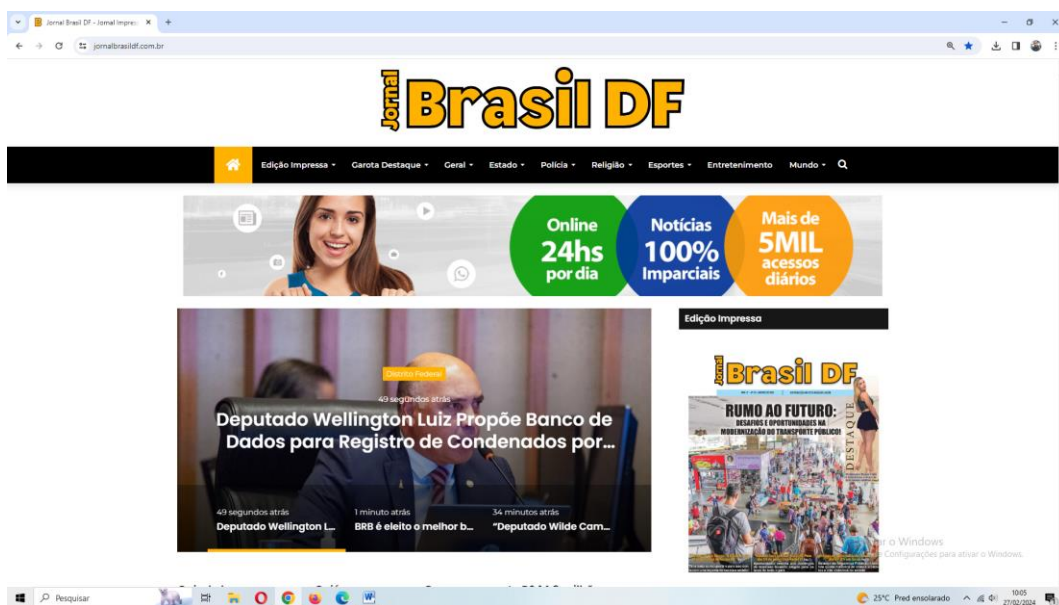 Jornal Brasil DF - Jornal Impres
jornalbrasildf.com.br
Jornal
Brasil DF
Edição Impressa
Garota Destaque
Geral
Estado
Polícia
Religião
Esportes
Entretenimento
Mundo
Online
24hs
por dia
Notícias
100%
Imparciais
Mais de
5MIL
acessos
diários
Distrito Federal
49 segundos atrás
Deputado Wellington Luiz Propõe Banco de
Dados para Registro de Condenados por...
49 segundos atrás
Deputado Wellington L...
1 minuto atrás
BRB é eleito o melhor b...
34 minutos atrás
"Deputado Wilde Cam...
Edição Impressa
Jornal
Brasil DF
RUMO AO FUTURO:
DESAFIOS E OPORTUNIDADES NA
MODERNIZAÇÃO DO TRANSPORTE PÚBLICO!
DESTAQUE
o Windows
Configurações para ativar o Windows.
Pesquisar
25°C Pred ensolarado
10:05
27/02/2024